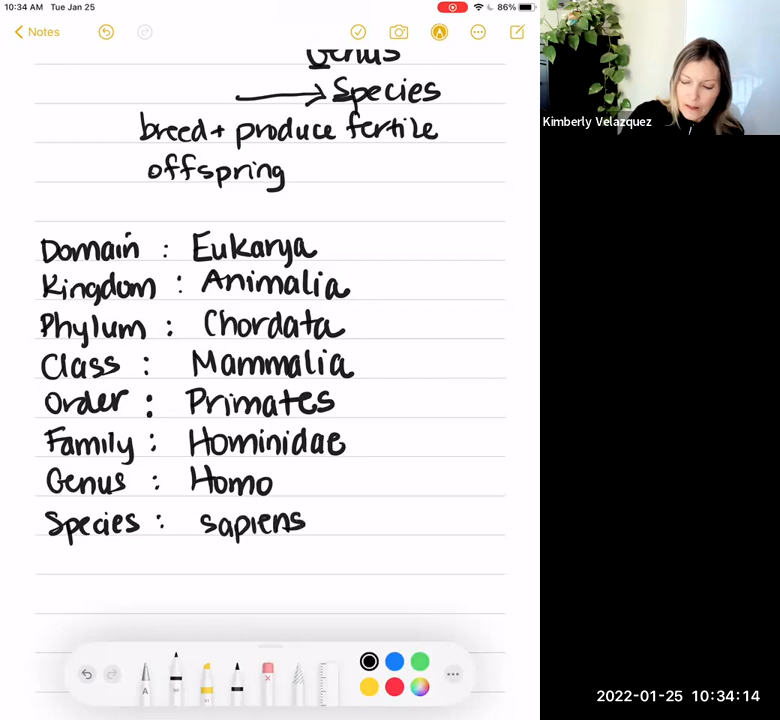 10:34 AM Tue Jan 25
86%
Notes
Genus
Species
breed + produce fertile
offspring
Domain : Eukarya
Kingdom : Animalia
Phylum : Chordata
Class : Mammalia
Order : Primates
Family : Hominidae
Genus : Homo
Species : sapiens
A
Kimberly Velazquez
2022-01-25 10:34:14